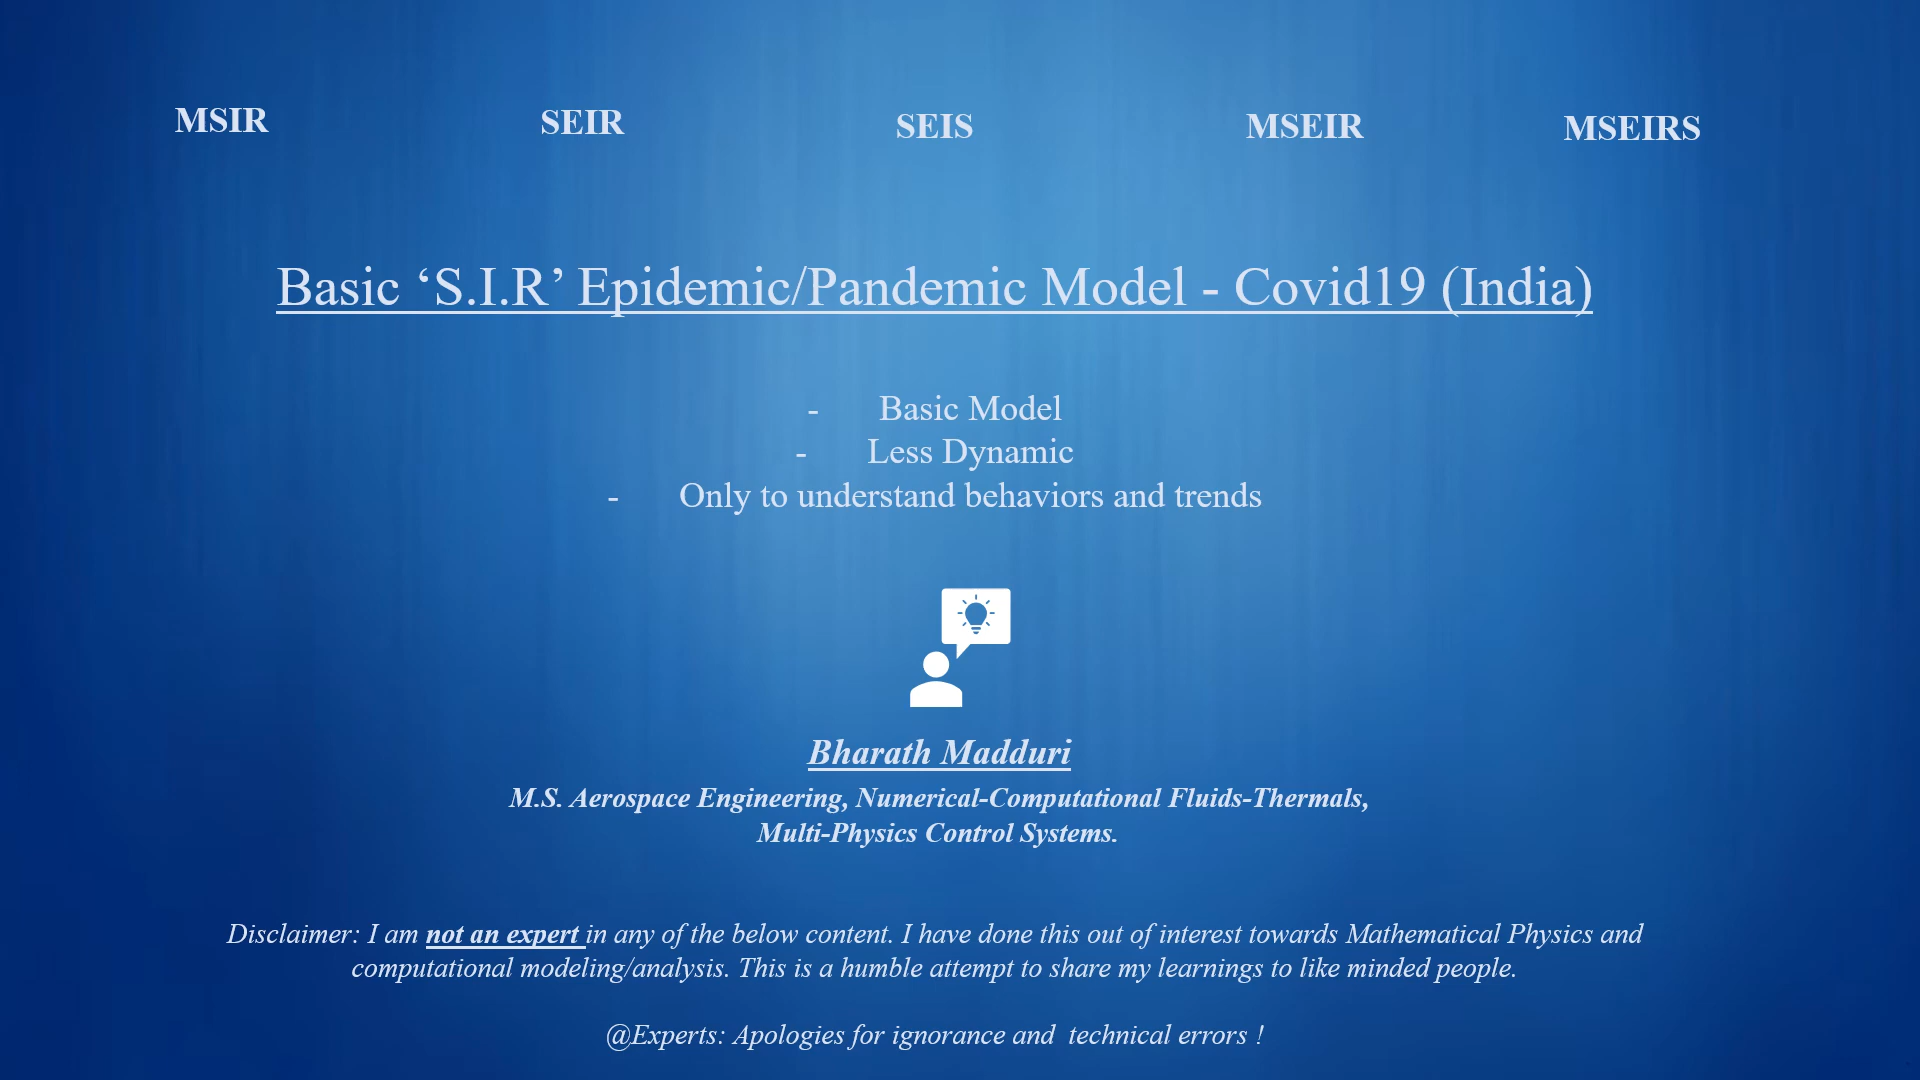 MSIR SEIR SEIS MSEIR MSEIRS
Basic ‘S.I.R’ Epidemic/Pandemic Model - Covid19 (India)
- Basic Model
- Less Dynamic
- Only to understand behaviors and trends
Bharath Madduri
M.S. Aerospace Engineering, Numerical-Computational Fluids-Thermals,
Multi-Physics Control Systems.
Disclaimer: I am not an expert in any of the below content. I have done this out of interest towards Mathematical Physics and
computational modeling/analysis. This is a humble attempt to share my learnings to like minded people.
@Experts: Apologies for ignorance and technical errors !